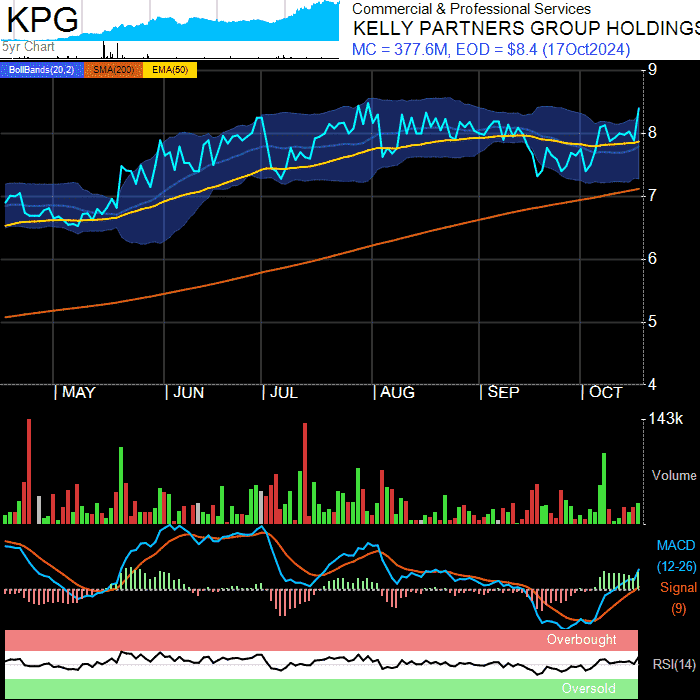 KPG
5yr Chart
Commercial & Professional Services
KELLY PARTNERS GROUP HOLDINGS
MC = 377.6M, EOD = $8.4 (17Oct2024)
BollBands(20,2) SMA(200) EMA(50)
9
8
7
6
5
4
| MAY | JUN | JUL | AUG | SEP | OCT
143k
Volume
MACD
(12-26)
Signal
(9)
Overbought
RSI(14)
Oversold